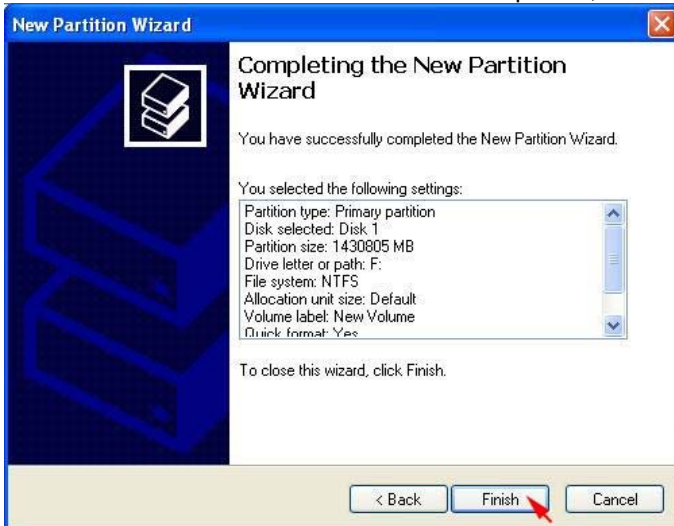 New Partition Wizard
Completing the New Partition
Wizard
You have successfully completed the New Partition Wizard.
You selected the following settings:
Partition type: Primary partition
Disk selected: Disk 1
Partition size: 1430805 MB
Drive letter or path: F:
File system: NTFS
Allocation unit size: Default
Volume label: New Volume
Quick format: Yes
To close this wizard, click Finish.
< Back Finish Cancel